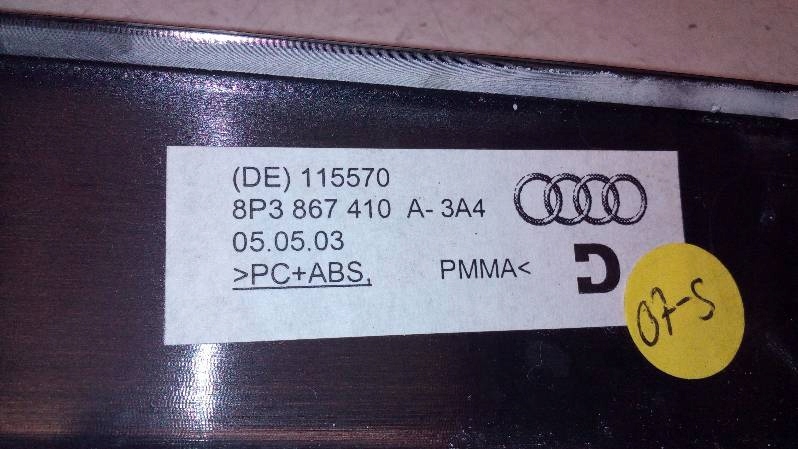 (DE) 115570
8P3 867 410 A- 3A4
05.05.03
>PC+ABS, PMMA<
07-S